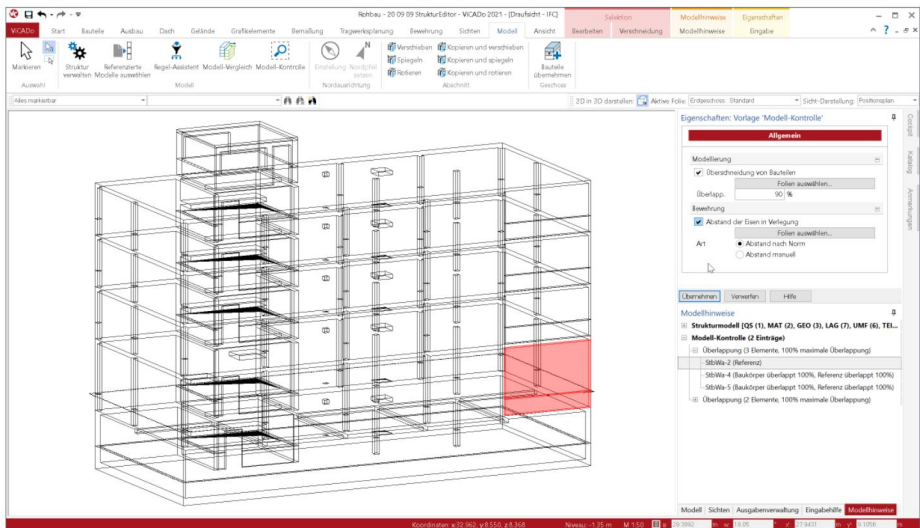 Rohbau - 20 09 09 StrukturEditor - ViCADo 2021 - [Draufsicht - IFC]
Selektion Modellhinweise Eigenschaften
ViCADo Start Bauteile Ausbau Dach Gelände Grafikelemente Bemaßung Tragwerksplanung Bewehrung Sichten Modell Ansicht Bearbeiten Verschneidung Modellhinweise Eingabe
Verschieben Kopieren und verschieben
Spiegeln Kopieren und spiegeln
Rotieren Kopieren und rotieren
Markieren Struktur verwalten Referenzierte Modelle auswählen Regel-Assistent Modell-Vergleich Modell-Kontrolle Einstellung Nordpfeil setzen Bauteile übernehmen
Auswahl Modell Nordausrichtung Abschnitt Geschoss
Alles markierbar 2D in 3D darstellen: Aktive Folie: Erdgeschoss Standard Sicht-Darstellung: Positionsplan
Eigenschaften: Vorlage 'Modell-Kontrolle'
Allgemein
Modellierung
Überschneidung von Bauteilen
Folien auswählen...
Überlapp. 90 %
Bewehrung
Abstand der Eisen in Verlegung
Folien auswählen...
Art Abstand nach Norm
Abstand manuell
Übernehmen Verwerfen Hilfe
Modellhinweise
Strukturmodell [QS (1), MAT (2), GEO (3), LAG (7), UMF (6), TEI...
Modell-Kontrolle (2 Einträge)
Überlappung (3 Elemente, 100% maximale Überlappung)
StbWa-2 (Referenz)
StbWa-4 (Baukörper überlappt 100%, Referenz überlappt 100%)
StbWa-5 (Baukörper überlappt 100%, Referenz überlappt 100%)
Überlappung (2 Elemente, 100% maximale Überlappung)
Cockpit
Katalog
Anmerkungen
Modell Sichten Ausgabenverwaltung Eingabehilfe Modellhinweise
Koordinaten: x:32.962, y:8.550, z:8.368 Niveau: -1.35 m M 1:50